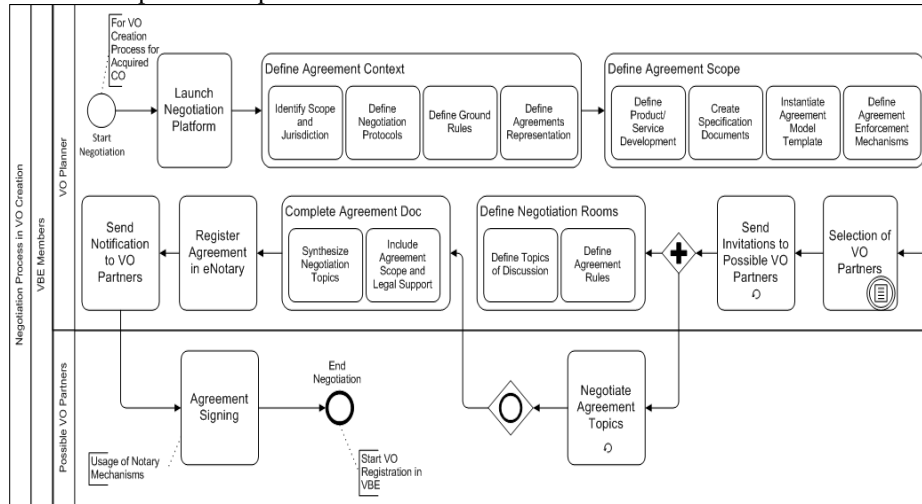 Negotiation Process in VO Creation
VBE Members
VO Planner
For VO
Creation
Process for
Acquired
CO
Start
Negotiation
Launch
Negotiation
Platform
Define Agreement Context
Identify Scope
and
Jurisdiction
Define
Negotiation
Protocols
Define Ground
Rules
Define
Agreements
Representation
Define Agreement Scope
Define
Product/
Service
Development
Create
Specification
Documents
Instantiate
Agreement
Model
Template
Define
Agreement
Enforcement
Mechanisms
Selection of
VO
Partners
Send
Invitations to
Possible VO
Partners
Define Negotiation Rooms
Define Topics
of Discussion
Define
Agreement
Rules
Complete Agreement Doc
Synthesize
Negotiation
Topics
Include
Agreement
Scope and
Legal Support
Register
Agreement
in eNotary
Send
Notification
to VO
Partners
Possible VO Partners
Negotiate
Agreement
Topics
Agreement
Signing
Usage of Notary
Mechanisms
End
Negotiation
Start VO
Registration in
VBE